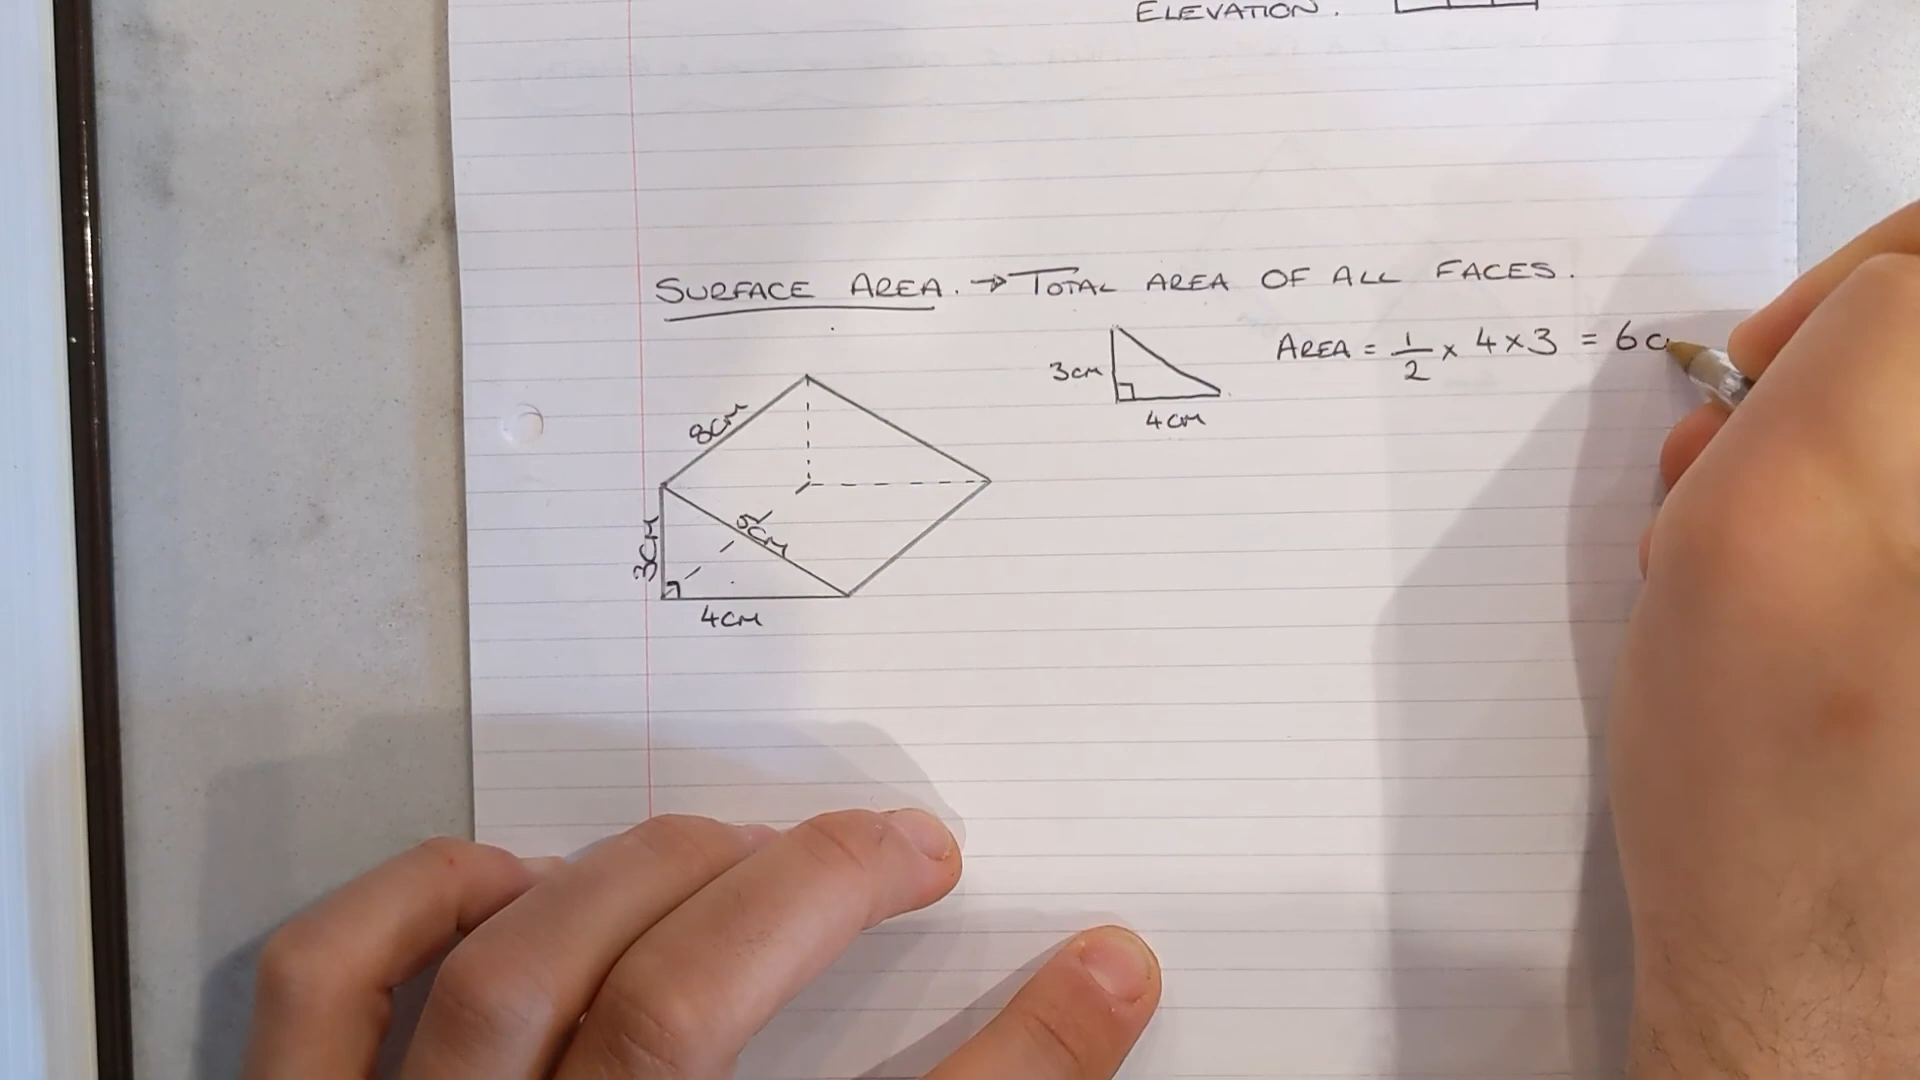 ELEVATION.
SURFACE AREA. → TOTAL AREA OF ALL FACES.
3cm
4cm
AREA = 1/2 × 4 × 3 = 6c
8cm
5cm
3cm
4cm